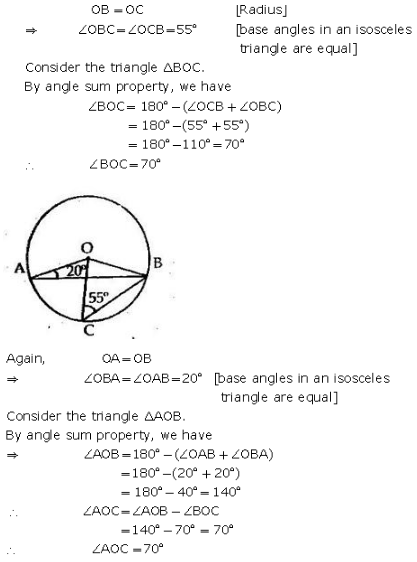 OB = OC [Radius]
⇒ ∠OBC=∠OCB=55° [base angles in an isosceles
triangle are equal]
Consider the triangle ΔBOC.
By angle sum property, we have
∠BOC= 180°−(∠OCB+∠OBC)
= 180°−(55°+55°)
= 180°−110°=70°
∴ ∠BOC=70°
O
A 20° B
55°
C
Again, OA=OB
⇒ ∠OBA=∠OAB=20° [base angles in an isosceles
triangle are equal]
Consider the triangle ΔAOB.
By angle sum property, we have
⇒ ∠AOB=180°−(∠OAB+∠OBA)
=180°−(20°+20°)
= 180°−40°=140°
∴ ∠AOC=∠AOB−∠BOC
=140°−70° = 70°
∴ ∠AOC=70°